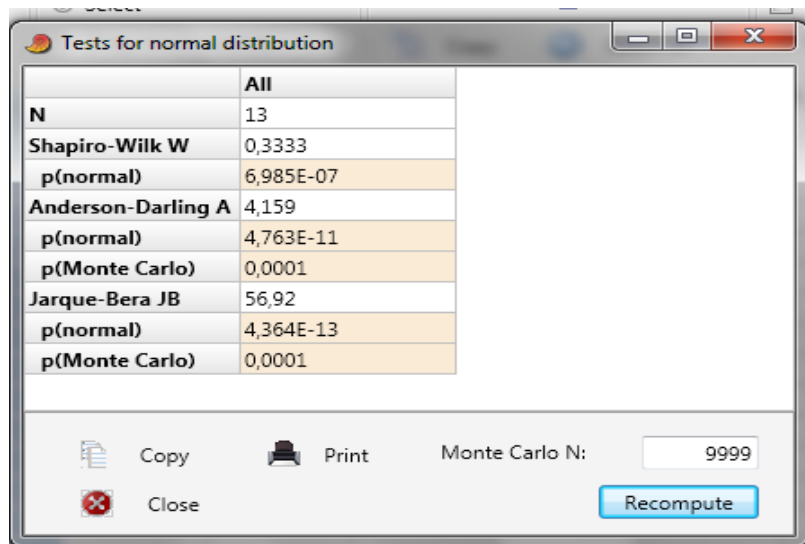 Select
Tests for normal distribution
All
N 13
Shapiro-Wilk W 0,3333
p(normal) 6,985E-07
Anderson-Darling A 4,159
p(normal) 4,763E-11
p(Monte Carlo) 0,0001
Jarque-Bera JB 56,92
p(normal) 4,364E-13
p(Monte Carlo) 0,0001
Copy Print Monte Carlo N: 9999
Close Recompute